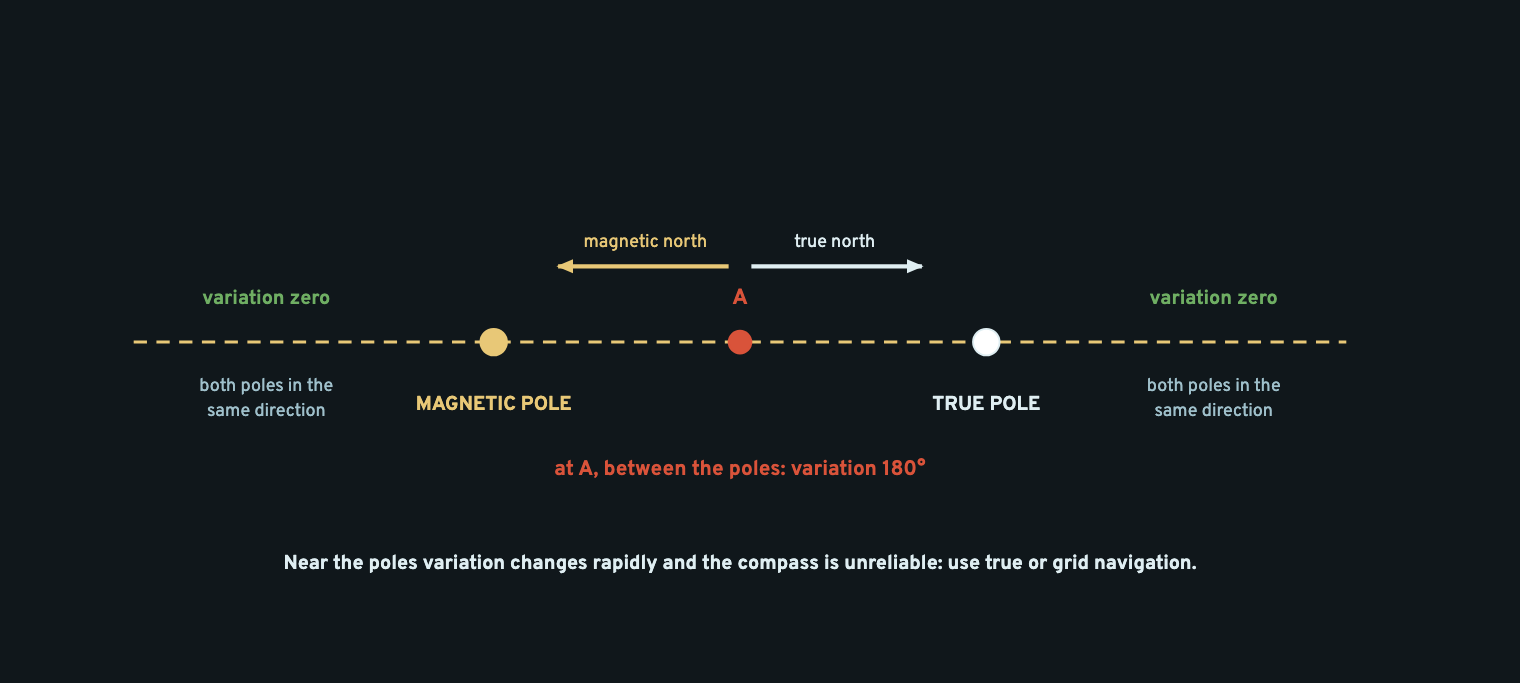 magnetic north
true north
variation zero
A
variation zero
both poles in the
same direction
MAGNETIC POLE
TRUE POLE
both poles in the
same direction
at A, between the poles: variation 180°
Near the poles variation changes rapidly and the compass is unreliable: use true or grid navigation.